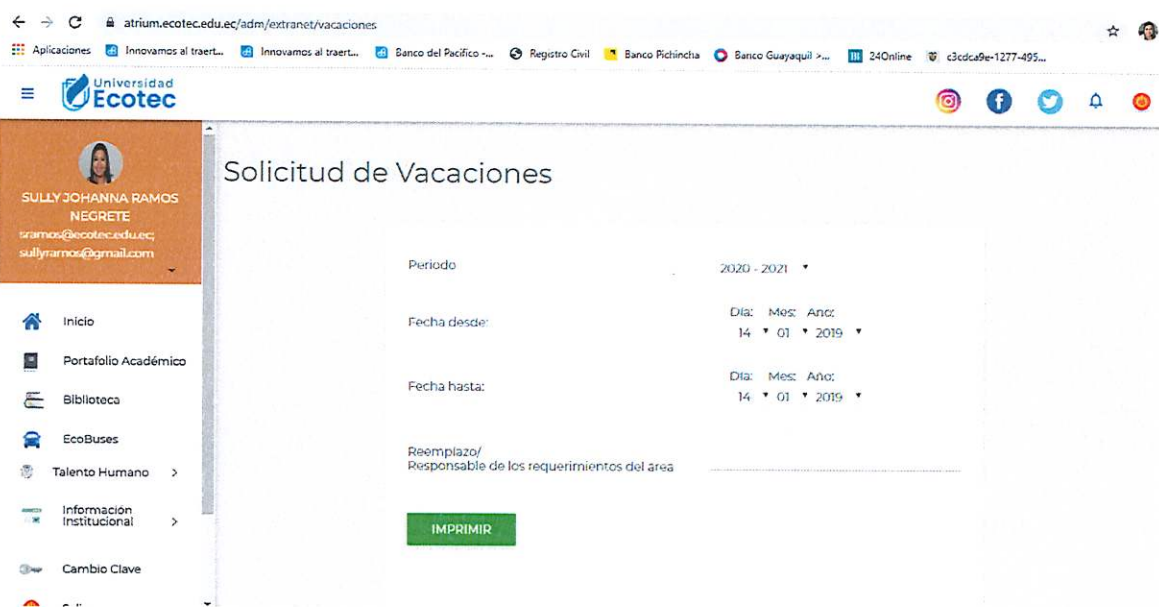 atrium.ecotec.edu.ec/adm/extranet/vacaciones
Aplicaciones Innovamos al traert... Innovamos al traert... Banco del Pacifico -... Registro Civil Banco Pichincha Banco Guayaquil >... 24Online c3cdca9e-1277-495...
Universidad
Ecotec
SULLY JOHANNA RAMOS
NEGRETE
sramos@ecotec.edu.ec;
sullyramos@gmail.com
Inicio
Portafolio Académico
Biblioteca
EcoBuses
Talento Humano >
Información
Institucional >
Cambio Clave
Solicitud de Vacaciones
Periodo 2020 - 2021
Día: Mes: Ano:
Fecha desde: 14 01 2019
Día: Mes: Año:
Fecha hasta: 14 01 2019
Reemplazo/
Responsable de los requerimientos del área
IMPRIMIR